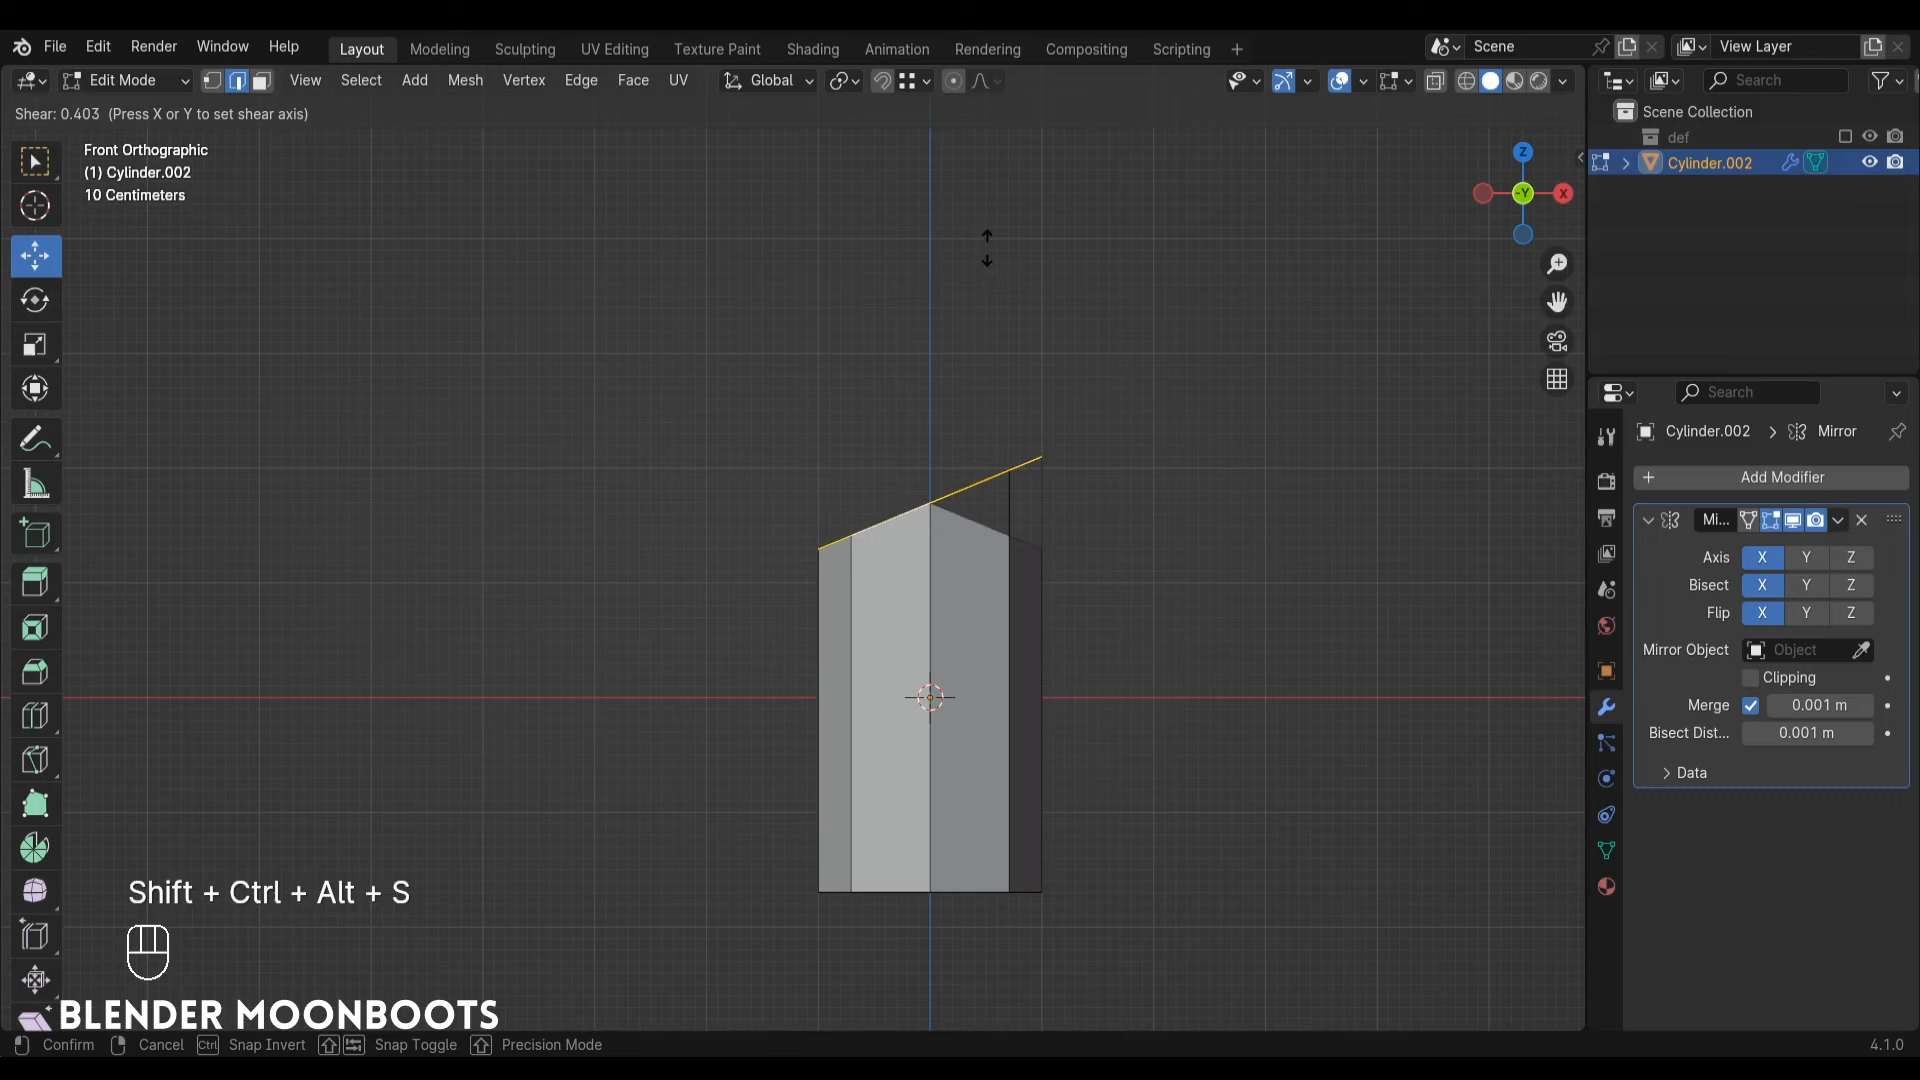 File Edit Render Window Help Layout Modeling Sculpting UV Editing Texture Paint Shading Animation Rendering Compositing Scripting + Scene View Layer
Edit Mode View Select Add Mesh Vertex Edge Face UV Global Search
Shear: 0.403 (Press X or Y to set shear axis)
Scene Collection
def
Cylinder.002
Front Orthographic
(1) Cylinder.002
10 Centimeters
Z
-Y
X
Search
Cylinder.002 > Mirror
+ Add Modifier
Mi...
Axis X Y Z
Bisect X Y Z
Flip X Y Z
Mirror Object Object
Clipping
Merge 0.001 m
Bisect Dist... 0.001 m
Data
Shift + Ctrl + Alt + S
BLENDER MOONBOOTS
Confirm Cancel Ctrl Snap Invert Snap Toggle Precision Mode 4.1.0